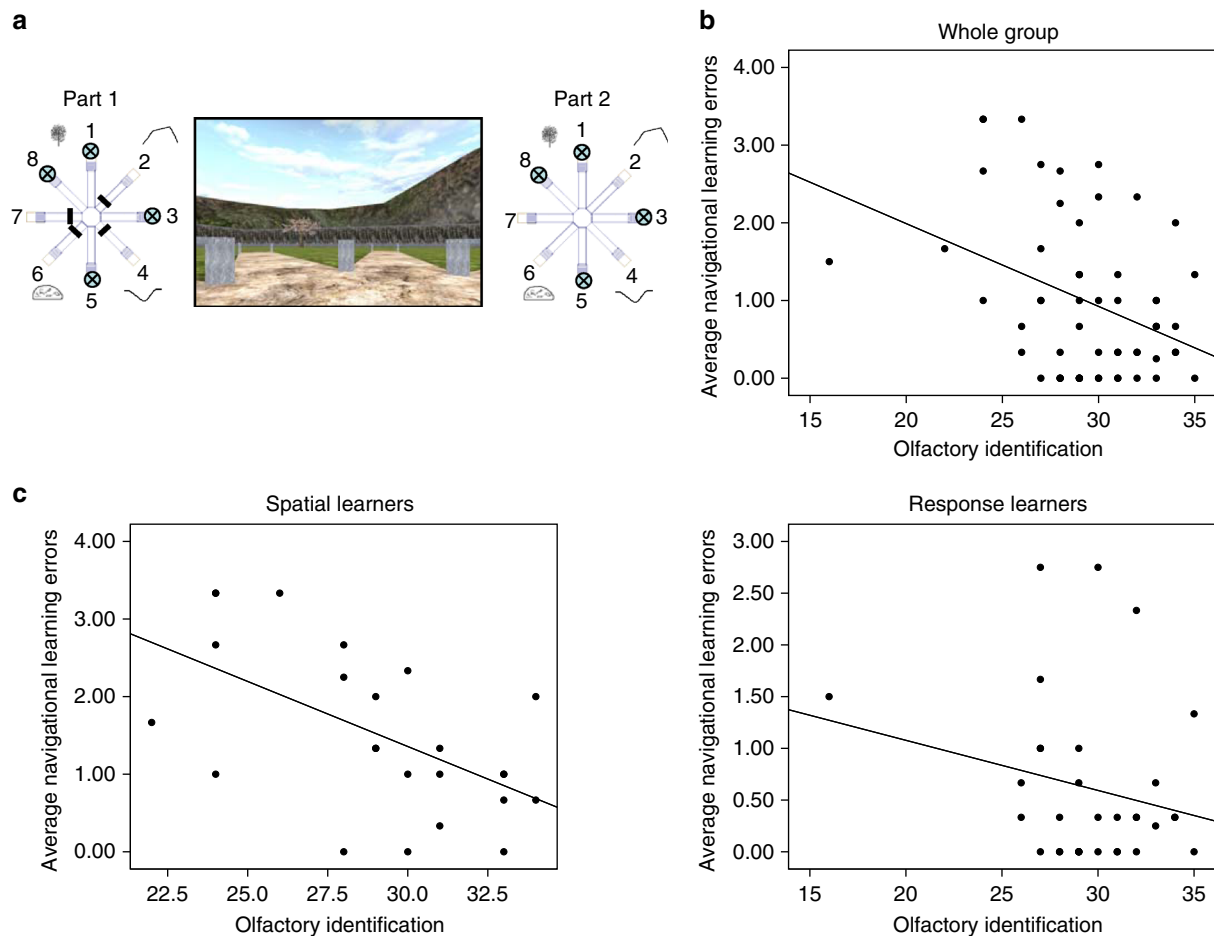 a
Part 1
1
2
3
4
5
6
7
8
Part 2
1
2
3
4
5
6
7
8
b
Whole group
Average navigational learning errors
4.00
3.00
2.00
1.00
0.00
15 20 25 30 35
Olfactory identification
c
Spatial learners
Average navigational learning errors
4.00
3.00
2.00
1.00
0.00
22.5 25.0 27.5 30.0 32.5
Olfactory identification
Response learners
Average navigational learning errors
3.00
2.50
2.00
1.50
1.00
0.50
0.00
15 20 25 30 35
Olfactory identification